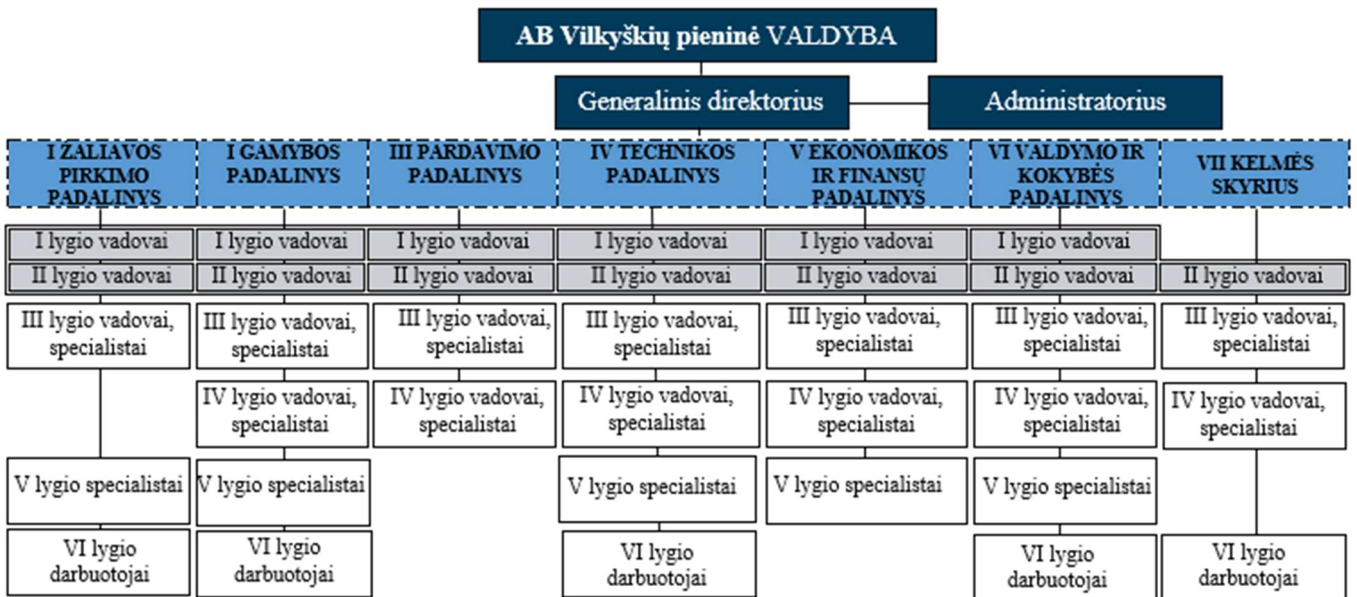 AB Vilkyškių pieninė VALDYBA
Generalinis direktorius
Administratorius
I ŽALIAVOS
PIRKIMO
PADALINYS
I GAMYBOS
PADALINYS
III PARDAVIMO
PADALINYS
IV TECHNIKOS
PADALINYS
V EKONOMIKOS
IR FINANSŲ
PADALINYS
VI VALDYMO IR
KOKYBĖS
PADALINYS
VII KELMĖS
SKYRIUS
I lygio vadovai
I lygio vadovai
I lygio vadovai
I lygio vadovai
I lygio vadovai
I lygio vadovai
II lygio vadovai
II lygio vadovai
II lygio vadovai
II lygio vadovai
II lygio vadovai
II lygio vadovai
II lygio vadovai
III lygio vadovai,
specialistai
III lygio vadovai,
specialistai
III lygio vadovai,
specialistai
III lygio vadovai,
specialistai
III lygio vadovai,
specialistai
III lygio vadovai,
specialistai
III lygio vadovai,
specialistai
IV lygio vadovai,
specialistai
IV lygio vadovai,
specialistai
IV lygio vadovai,
specialistai
IV lygio vadovai,
specialistai
IV lygio vadovai,
specialistai
IV lygio vadovai,
specialistai
V lygio specialistai
V lygio specialistai
V lygio specialistai
V lygio specialistai
V lygio specialistai
VI lygio
darbuotojai
VI lygio
darbuotojai
VI lygio
darbuotojai
VI lygio
darbuotojai
VI lygio
darbuotojai